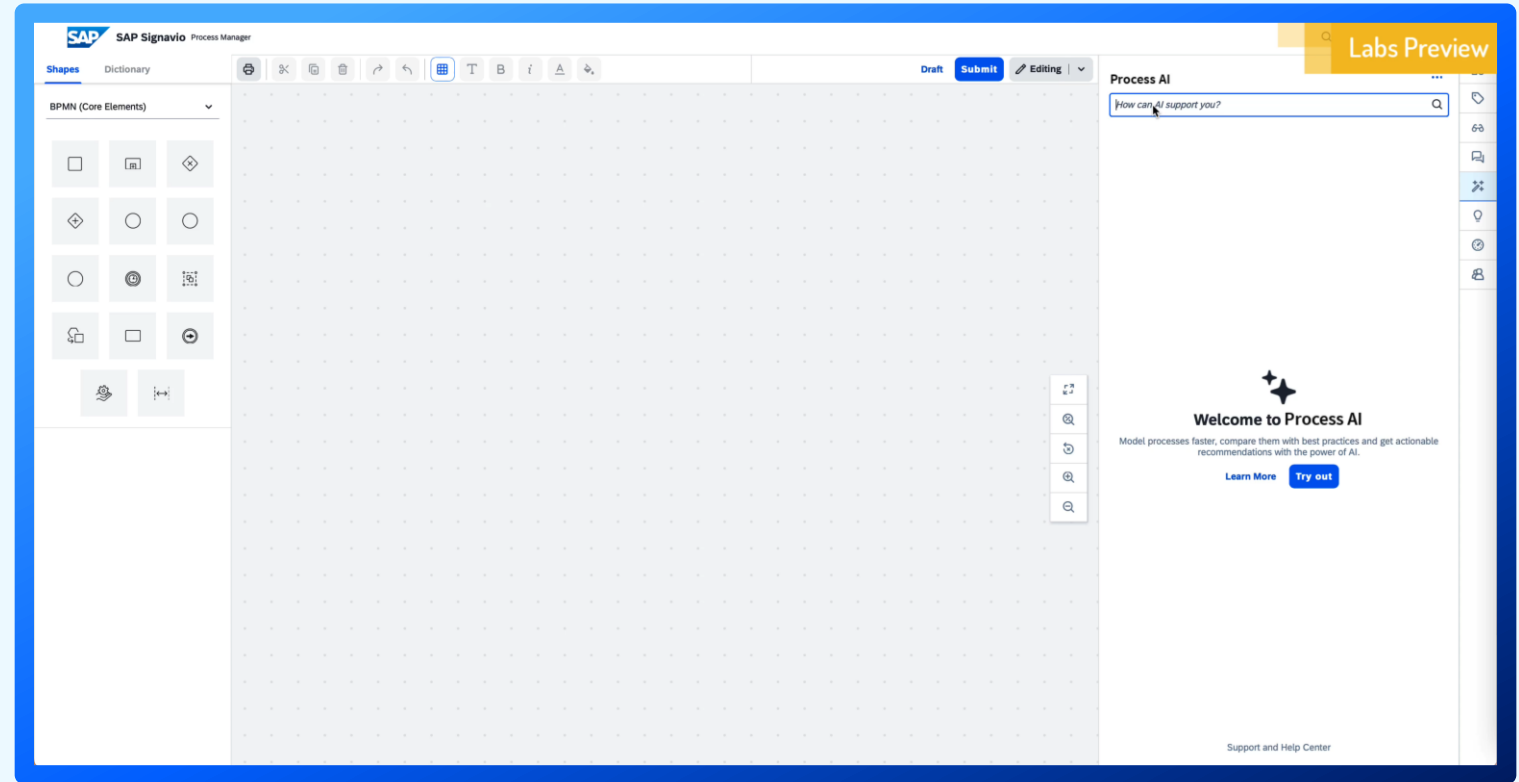 SAP SAP Signavio Process Manager
Labs Preview
Shapes Dictionary
T B i A
Draft Submit Editing
Process AI
BPMN (Core Elements)
How can AI support you?
Welcome to Process AI
Model processes faster, compare them with best practices and get actionable
recommendations with the power of AI.
Learn More Try out
Support and Help Center